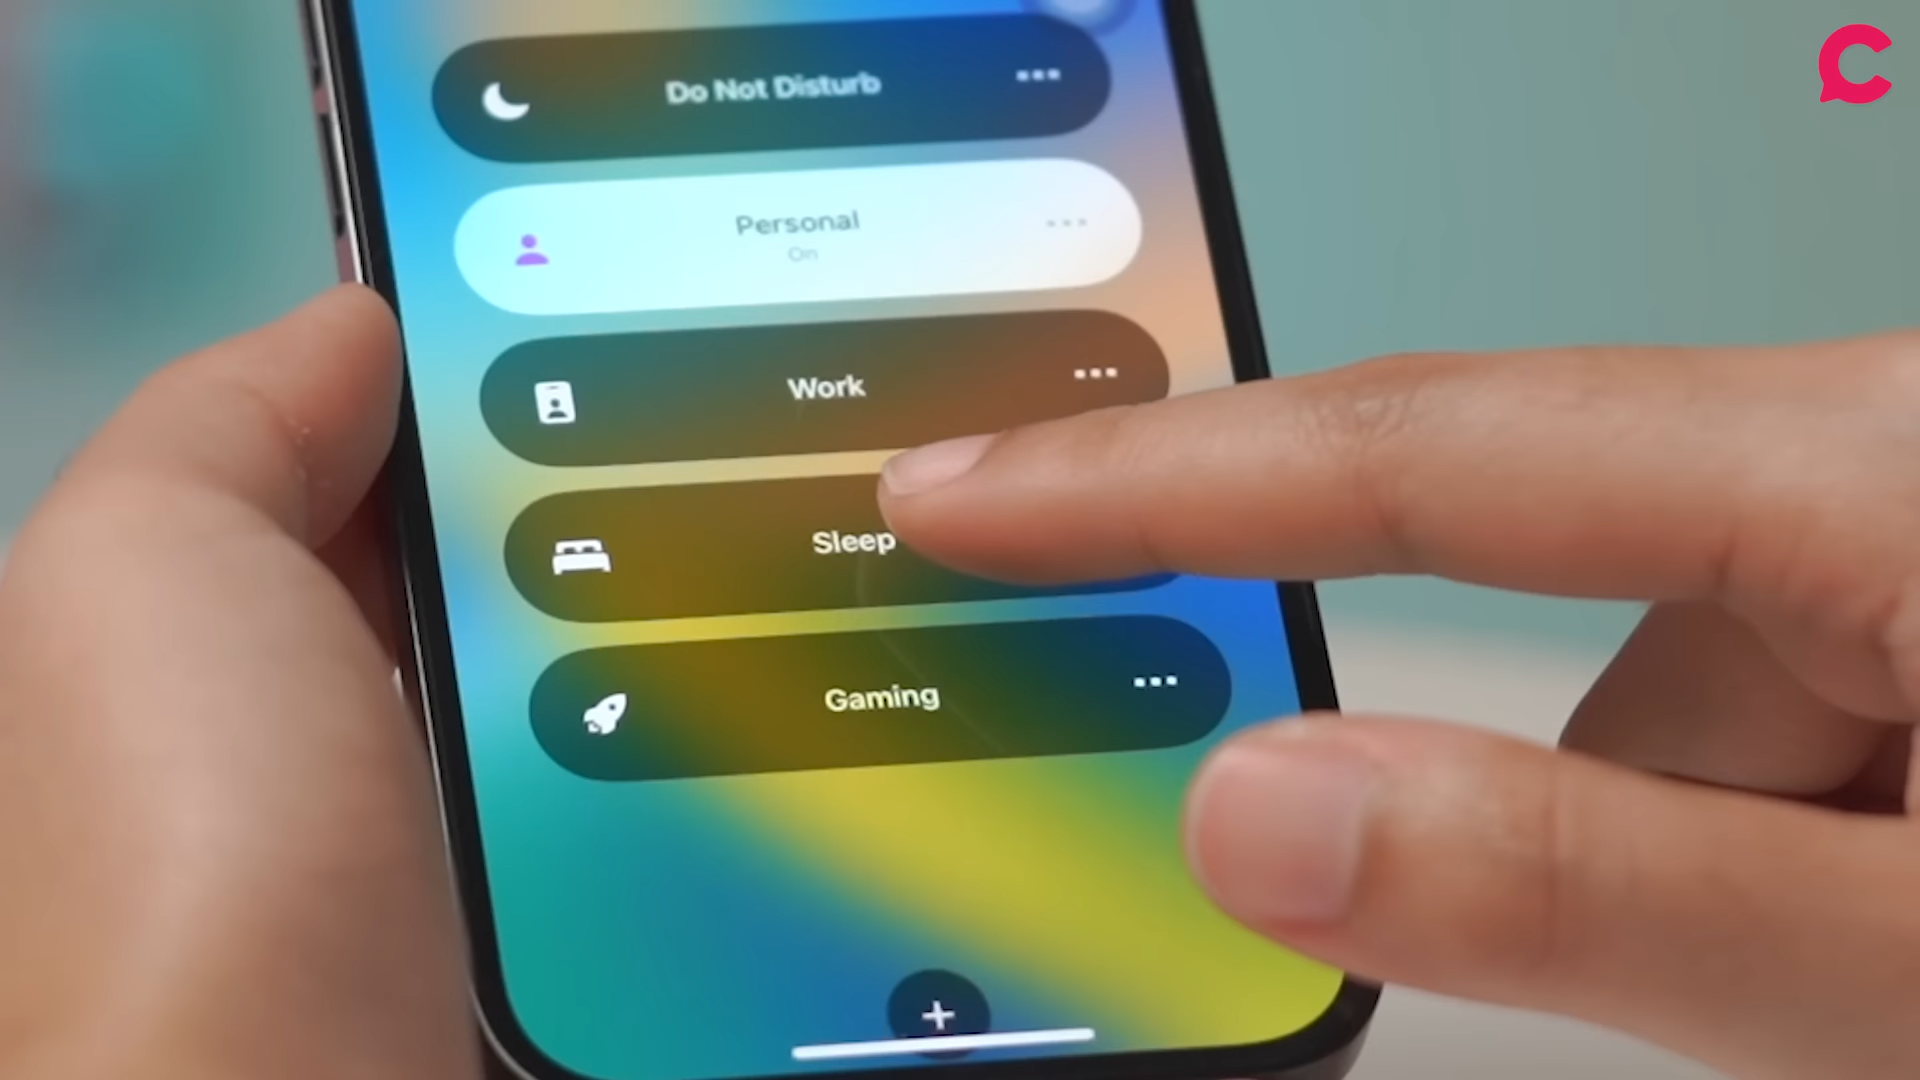 Do Not Disturb
Personal
On
Work
Sleep
Gaming